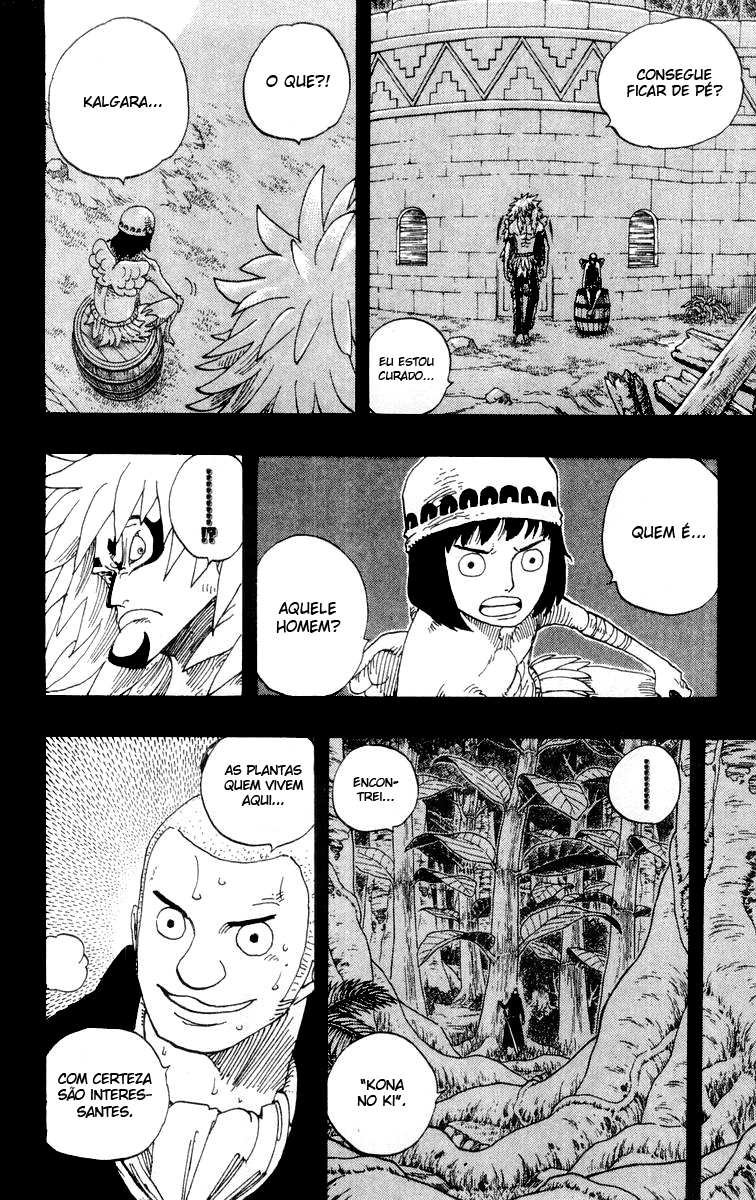 CONSEGUE
FICAR DE PÉ?
EU ESTOU
CURADO...
O QUE?!
KALGARA...
QUEM É...
AQUELE
HOMEM?
........!?
........
ENCON-
TREI...
"KONA
NO KI".
AS PLANTAS
QUEM VIVEM
AQUI...
COM CERTEZA
SÃO INTERES-
SANTES.